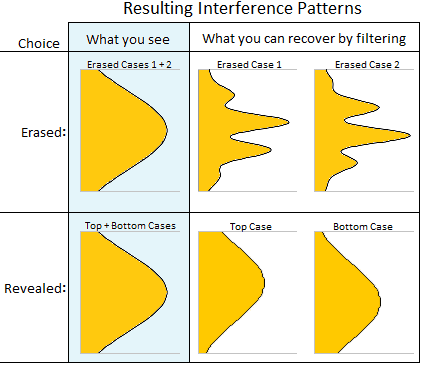 Resulting Interference Patterns
Choice
What you see
What you can recover by filtering
Erased Cases 1 + 2
Erased Case 1
Erased Case 2
Erased:
Top + Bottom Cases
Top Case
Bottom Case
Revealed: